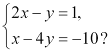 2x − y = 1,
x − 4y = −10?